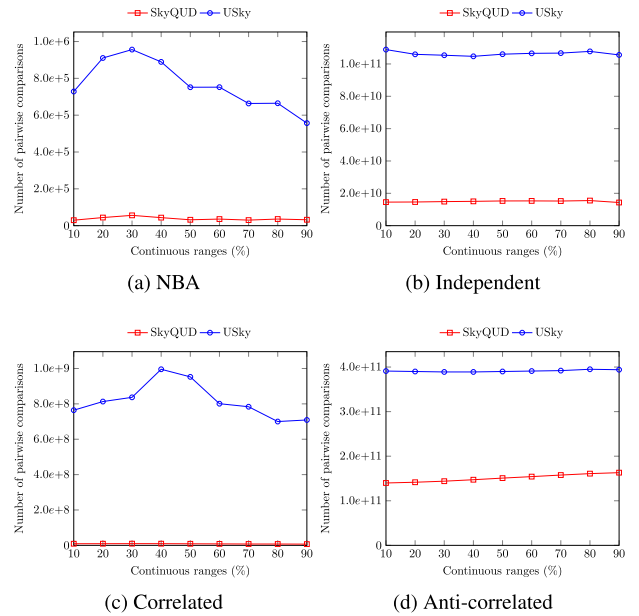 SkyQUD USky
Number of pairwise comparisons
1.0e+6
8.0e+5
6.0e+5
4.0e+5
2.0e+5
0
10 20 30 40 50 60 70 80 90
Continuous ranges (%)
(a) NBA
SkyQUD USky
Number of pairwise comparisons
1.0e+11
8.0e+10
6.0e+10
4.0e+10
2.0e+10
0
10 20 30 40 50 60 70 80 90
Continuous ranges (%)
(b) Independent
SkyQUD USky
Number of pairwise comparisons
1.0e+9
8.0e+8
6.0e+8
4.0e+8
2.0e+8
0
10 20 30 40 50 60 70 80 90
Continuous ranges (%)
(c) Correlated
SkyQUD USky
Number of pairwise comparisons
4.0e+11
3.0e+11
2.0e+11
1.0e+11
0
10 20 30 40 50 60 70 80 90
Continuous ranges (%)
(d) Anti-correlated